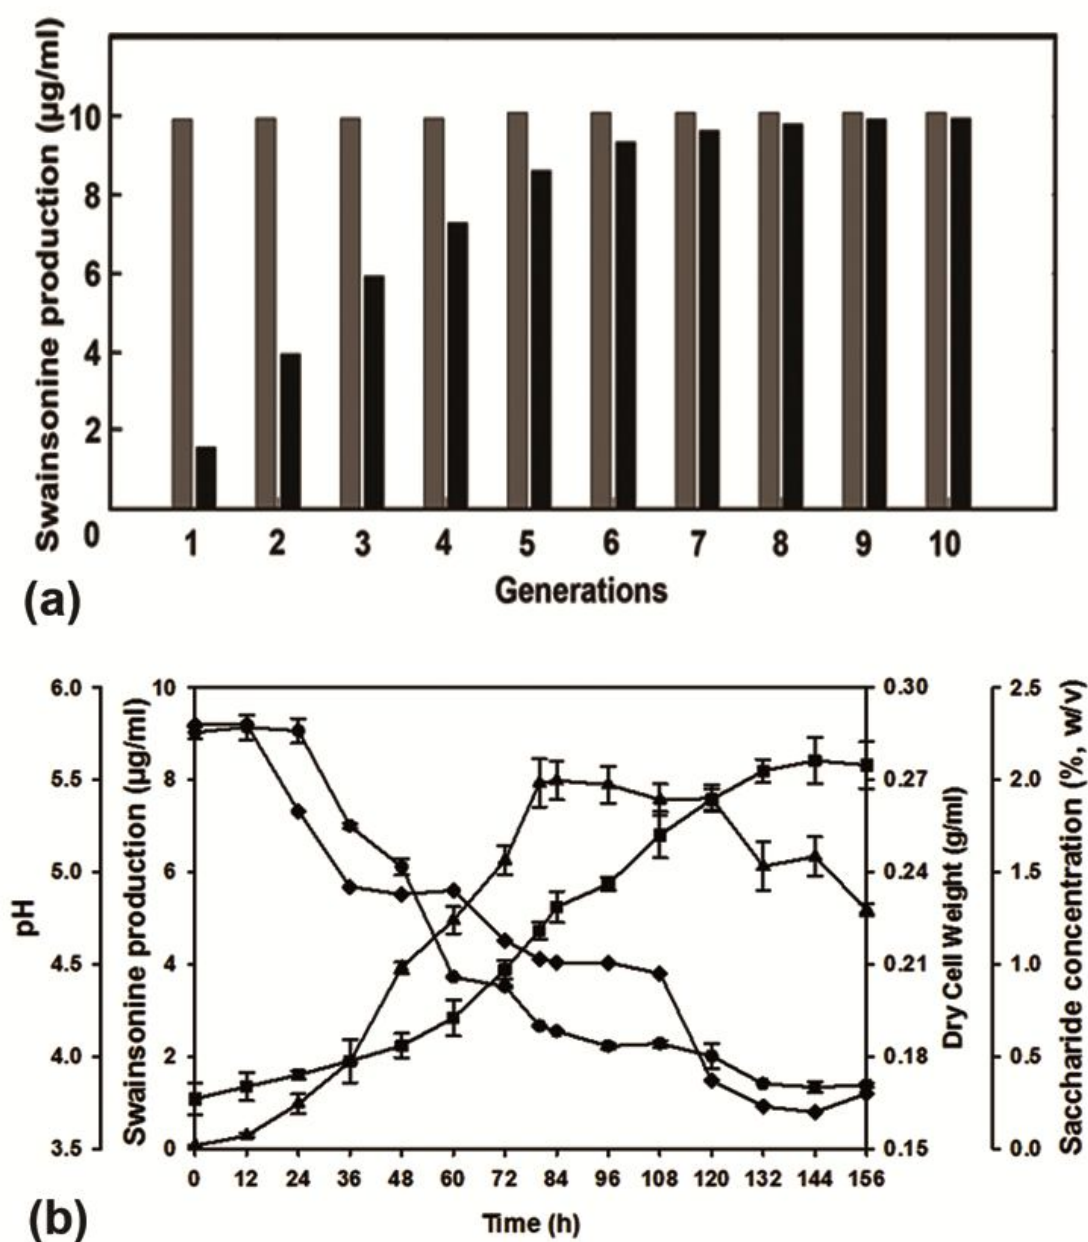 Swainsonine production (µg/ml)
10
8
6
4
2
0
1 2 3 4 5 6 7 8 9 10
Generations
(a)
pH
6.0
5.5
5.0
4.5
4.0
3.5
Swainsonine production (µg/ml)
10
8
6
4
2
0
0.30
0.27
0.24
0.21
0.18
0.15
Dry Cell Weight (g/ml)
2.5
2.0
1.5
1.0
0.5
0.0
Saccharide concentration (%, w/v)
0 12 24 36 48 60 72 84 96 108 120 132 144 156
Time (h)
(b)